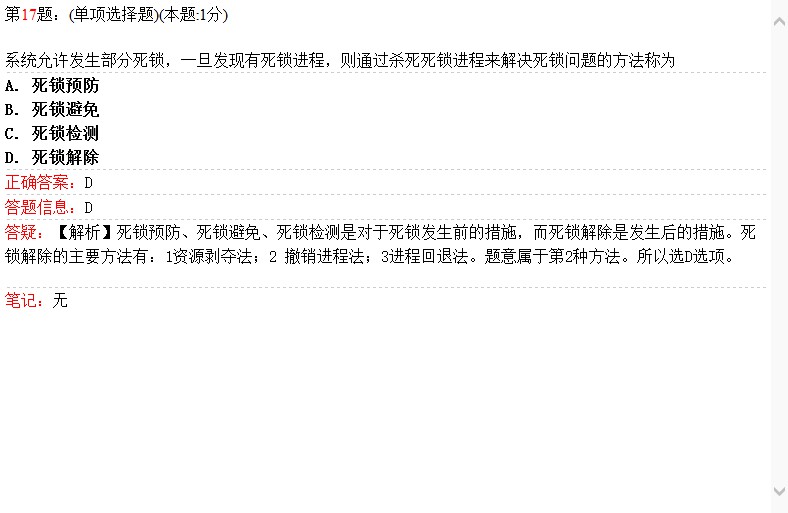 第17题：(单项选择题)(本题:1分)
系统允许发生部分死锁，一旦发现有死锁进程，则通过杀死死锁进程来解决死锁问题的方法称为
A. 死锁预防
B. 死锁避免
C. 死锁检测
D. 死锁解除
正确答案：D
答题信息：D
答疑：【解析】死锁预防、死锁避免、死锁检测是对于死锁发生前的措施，而死锁解除是发生后的措施。死
锁解除的主要方法有：1资源剥夺法；2 撤销进程法；3进程回退法。题意属于第2种方法。所以选D选项。
笔记：无